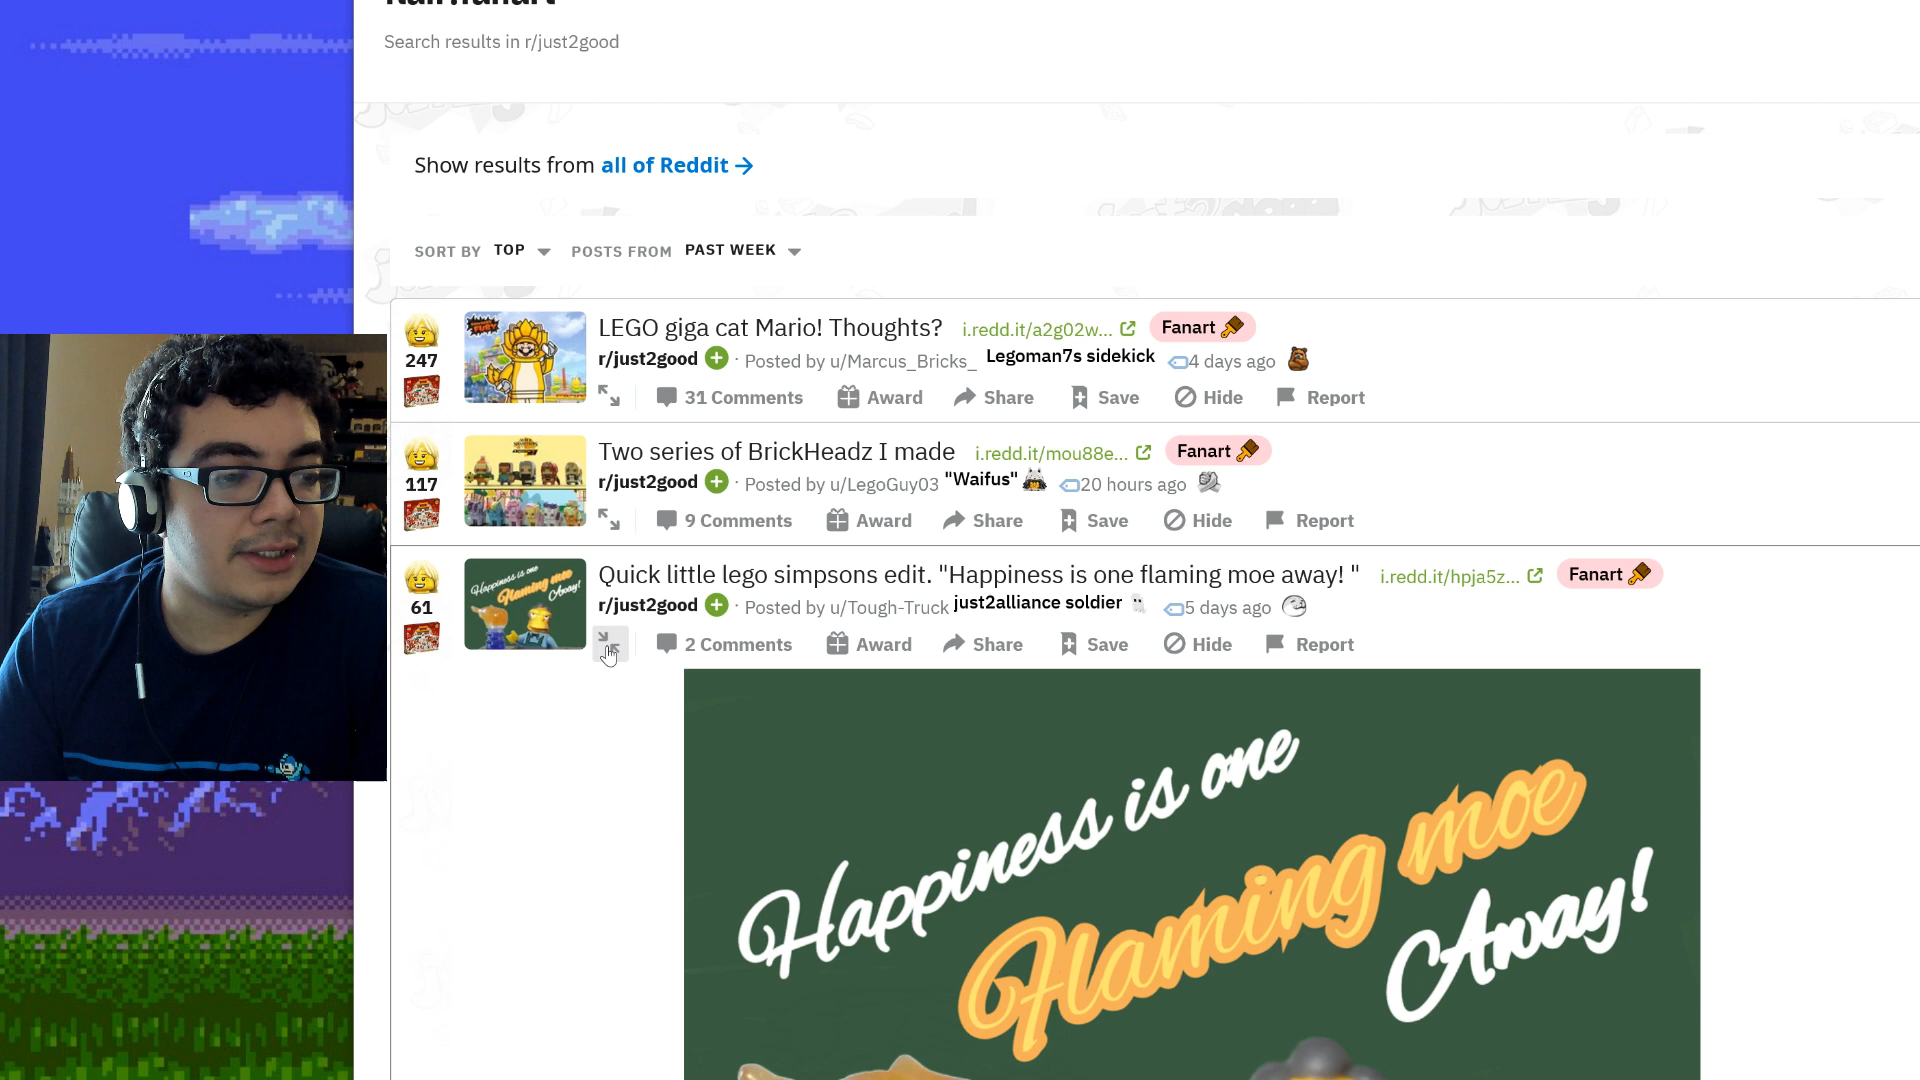 Search results in r/just2good
Show results from all of Reddit →
SORT BY TOP POSTS FROM PAST WEEK
247
LEGO giga cat Mario! Thoughts? i.redd.it/a2g02w... Fanart
r/just2good · Posted by u/Marcus_Bricks_ Legoman7s sidekick 4 days ago
31 Comments Award Share Save Hide Report
117
Two series of BrickHeadz I made i.redd.it/mou88e... Fanart
r/just2good · Posted by u/LegoGuy03 "Waifus" 20 hours ago
9 Comments Award Share Save Hide Report
61
Quick little lego simpsons edit. "Happiness is one flaming moe away! " i.redd.it/hpja5z... Fanart
r/just2good · Posted by u/Tough-Truck just2alliance soldier 5 days ago
2 Comments Award Share Save Hide Report
Happiness is one
Flaming moe
Away!